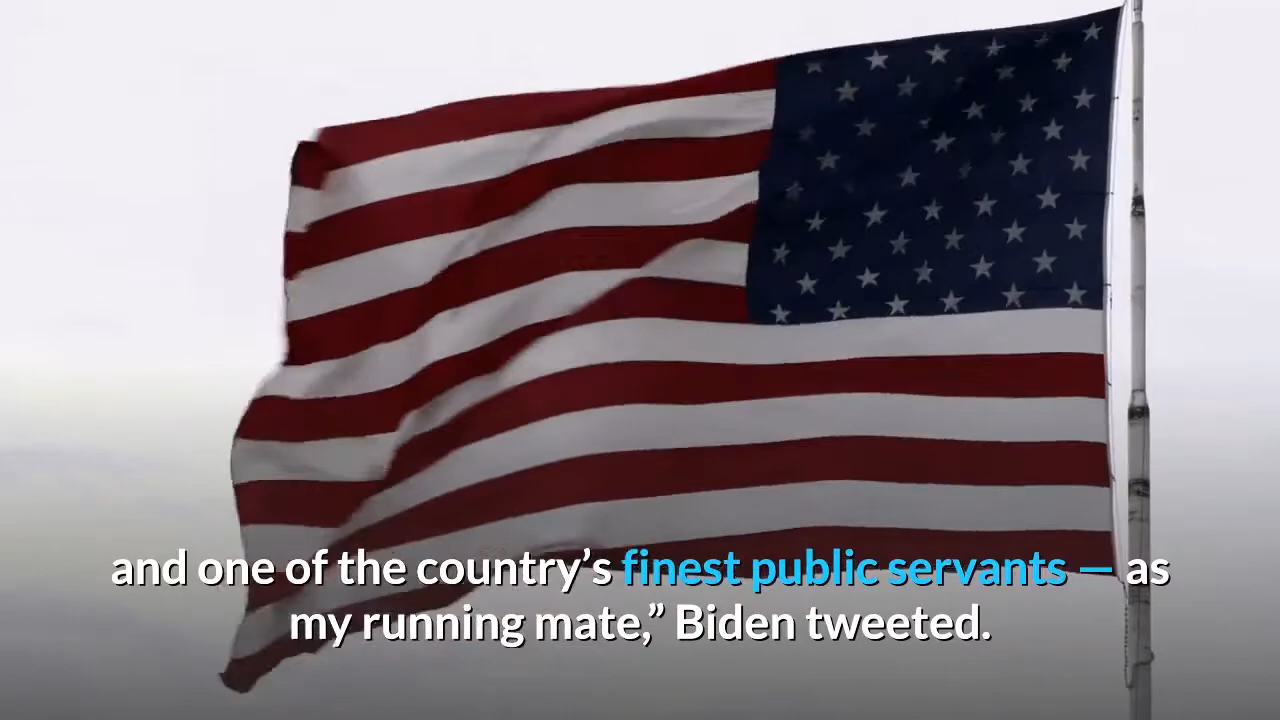 and one of the country’s finest public servants — as
my running mate,” Biden tweeted.